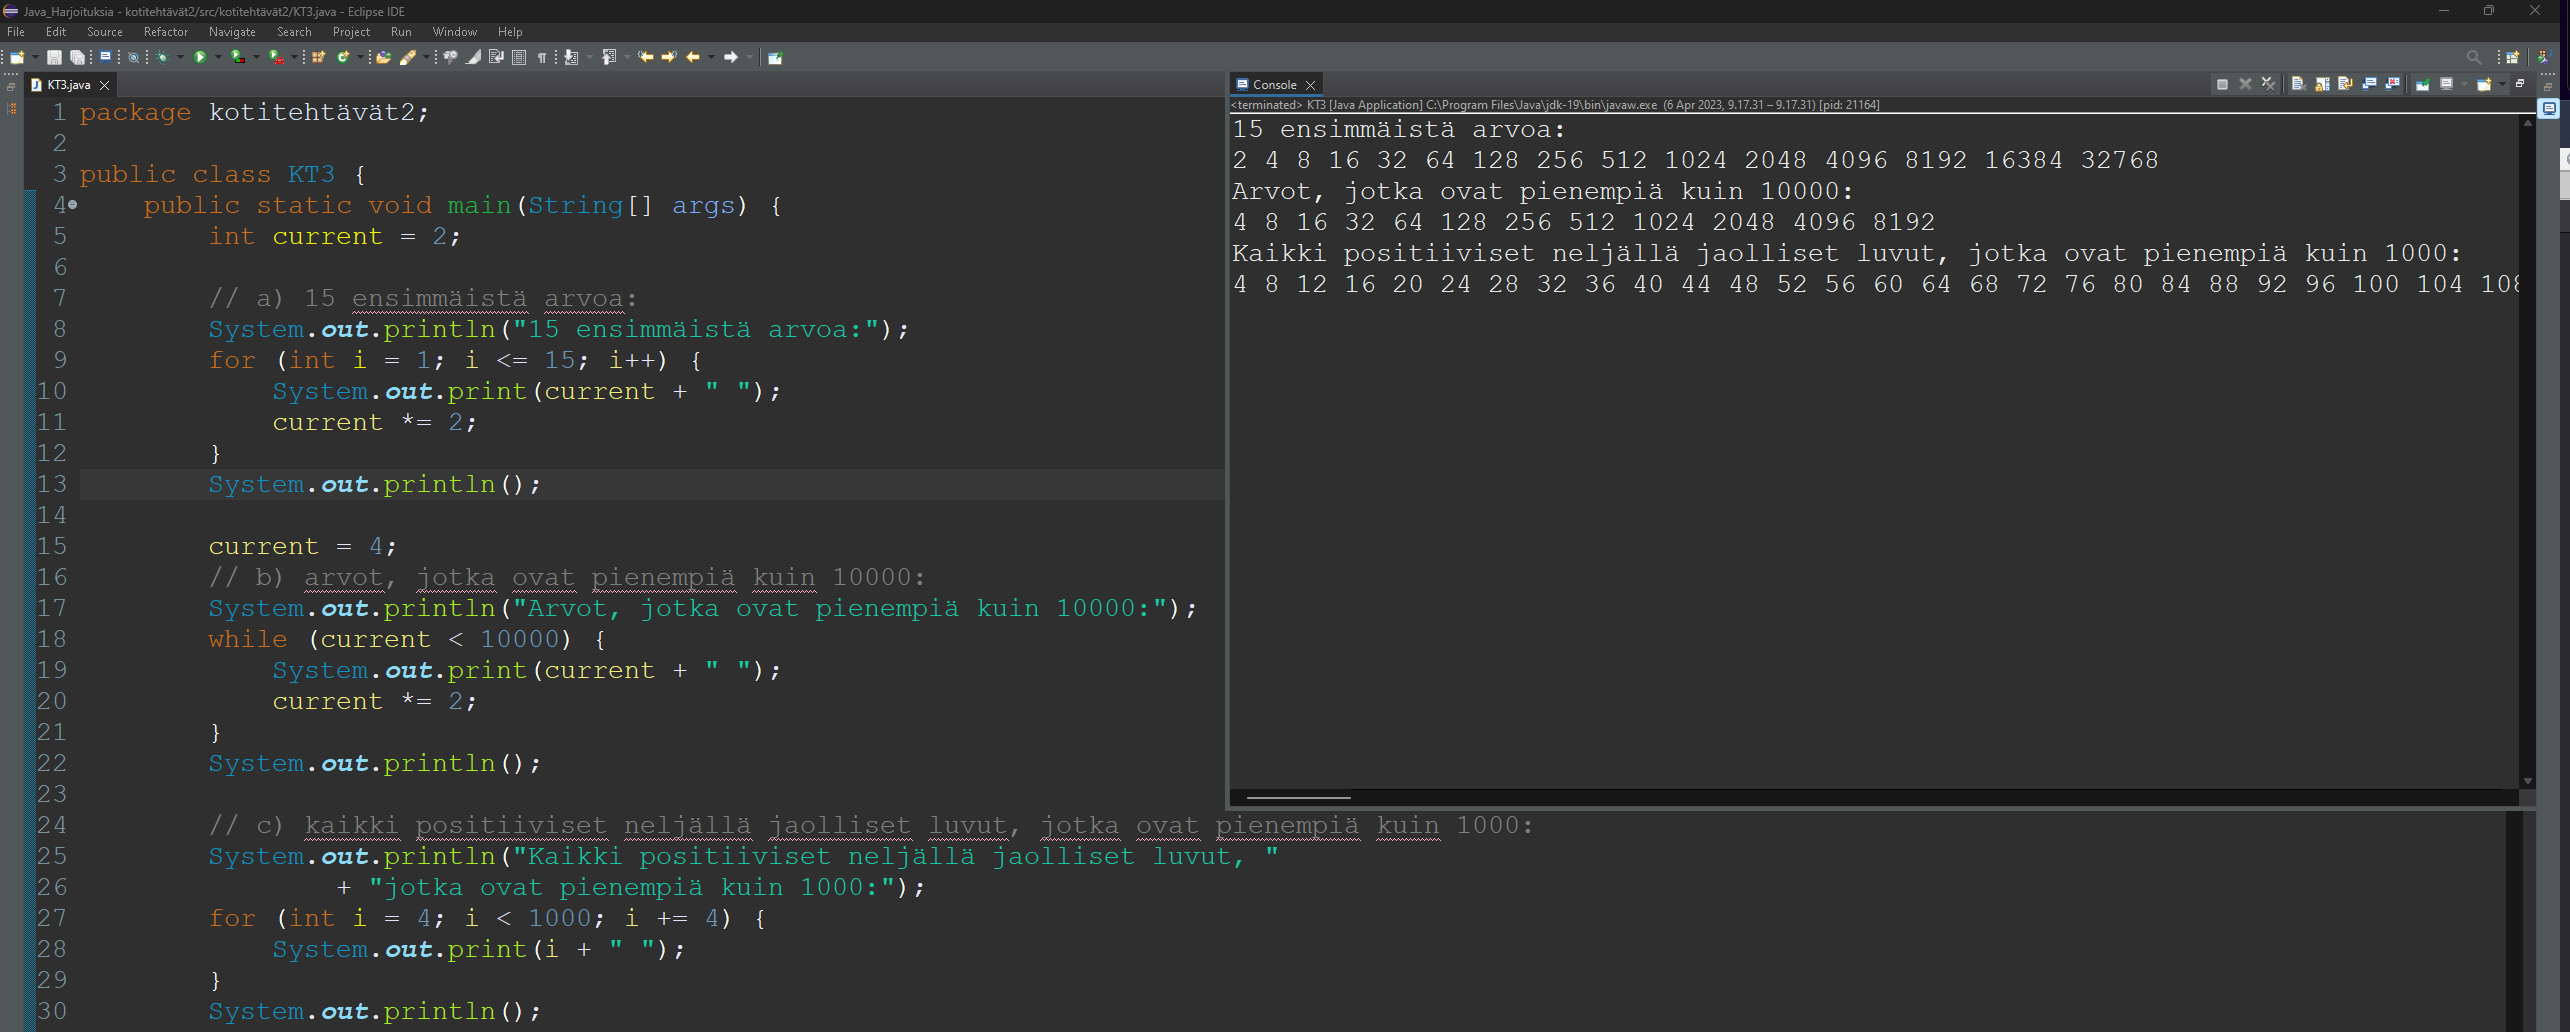 Java_Harjoituksia - kotitehtävät2/src/kotitehtävät2/KT3.java - Eclipse IDE
File Edit Source Refactor Navigate Search Project Run Window Help
KT3.java
1 package kotitehtävät2;
2
3 public class KT3 {
4 public static void main(String[] args) {
5 int current = 2;
6
7 // a) 15 ensimmäistä arvoa:
8 System.out.println("15 ensimmäistä arvoa:");
9 for (int i = 1; i <= 15; i++) {
10 System.out.print(current + " ");
11 current *= 2;
12 }
13 System.out.println();
14
15 current = 4;
16 // b) arvot, jotka ovat pienempiä kuin 10000:
17 System.out.println("Arvot, jotka ovat pienempiä kuin 10000:");
18 while (current < 10000) {
19 System.out.print(current + " ");
20 current *= 2;
21 }
22 System.out.println();
23
24 // c) kaikki positiiviset neljällä jaolliset luvut, jotka ovat pienempiä kuin 1000:
25 System.out.println("Kaikki positiiviset neljällä jaolliset luvut, "
26 + "jotka ovat pienempiä kuin 1000:");
27 for (int i = 4; i < 1000; i += 4) {
28 System.out.print(i + " ");
29 }
30 System.out.println();
Console
<terminated> KT3 [Java Application] C:\Program Files\Java\jdk-19\bin\javaw.exe (6 Apr 2023, 9.17.31 – 9.17.31) [pid: 21164]
15 ensimmäistä arvoa:
2 4 8 16 32 64 128 256 512 1024 2048 4096 8192 16384 32768
Arvot, jotka ovat pienempiä kuin 10000:
4 8 16 32 64 128 256 512 1024 2048 4096 8192
Kaikki positiiviset neljällä jaolliset luvut, jotka ovat pienempiä kuin 1000:
4 8 12 16 20 24 28 32 36 40 44 48 52 56 60 64 68 72 76 80 84 88 92 96 100 104 108